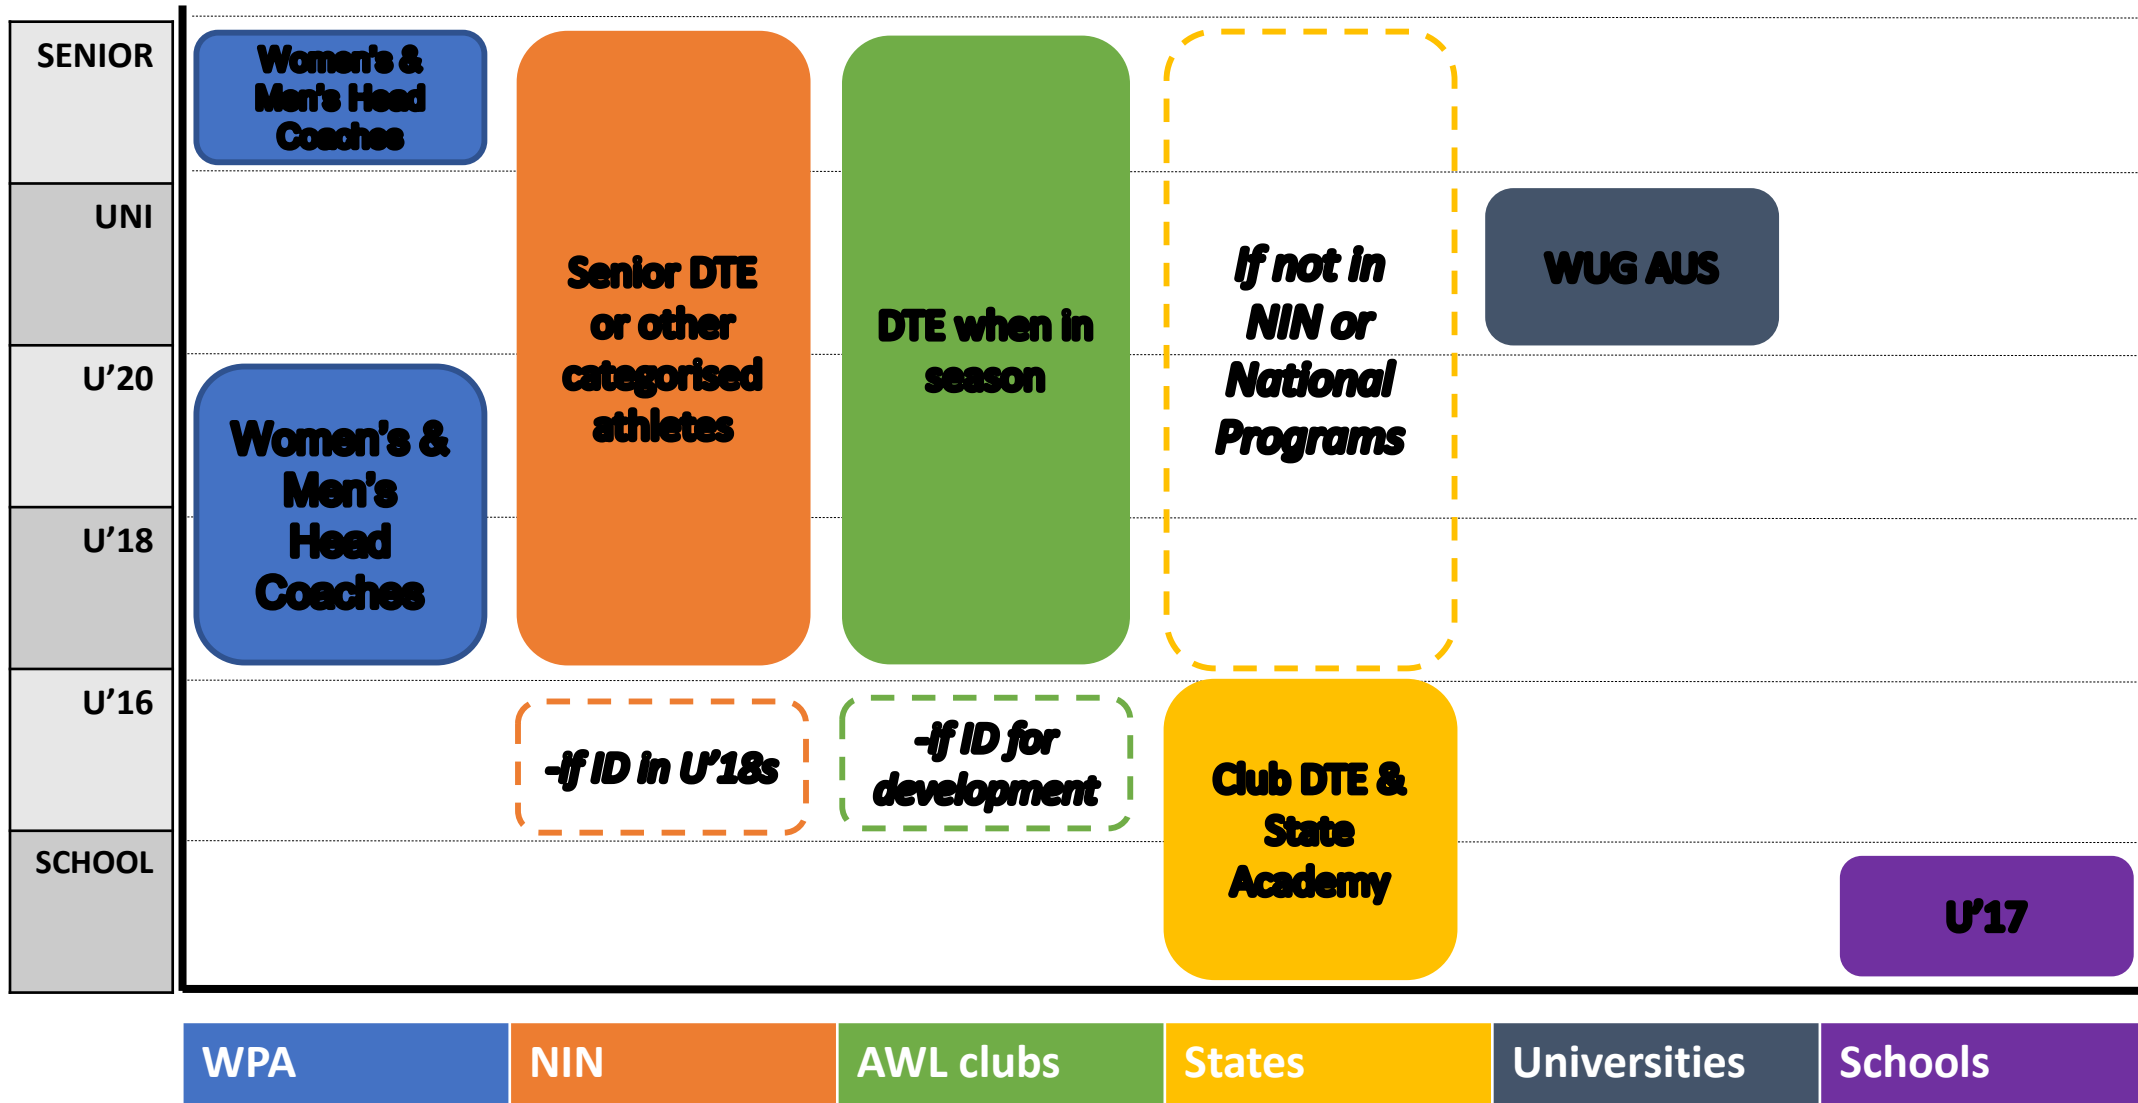 SENIOR
UNI
U'20
U'18
U'16
SCHOOL
Women's &
Men's Head
Coaches
Women's &
Men's
Head
Coaches
Senior DTE
or other
categorised
athletes
-if ID in U'18s
DTE when in
season
-if ID for
development
If not in
NIN or
National
Programs
Club DTE &
State
Academy
WUG AUS
U'17
WPA
NIN
AWL clubs
States
Universities
Schools